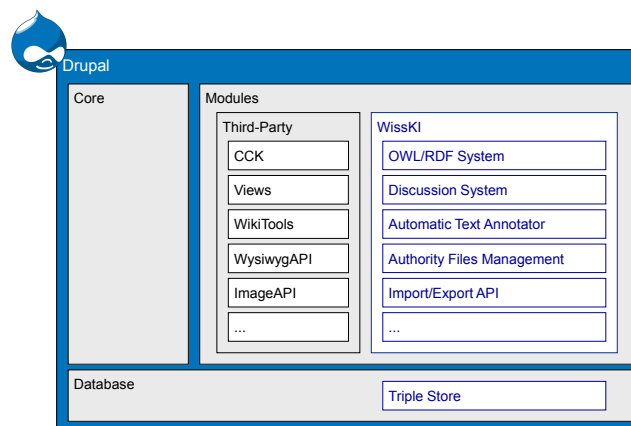 Drupal
Core
Modules
Third-Party
CCK
Views
WikiTools
WysiwygAPI
ImageAPI
...
WissKI
OWL/RDF System
Discussion System
Automatic Text Annotator
Authority Files Management
Import/Export API
...
Database
Triple Store